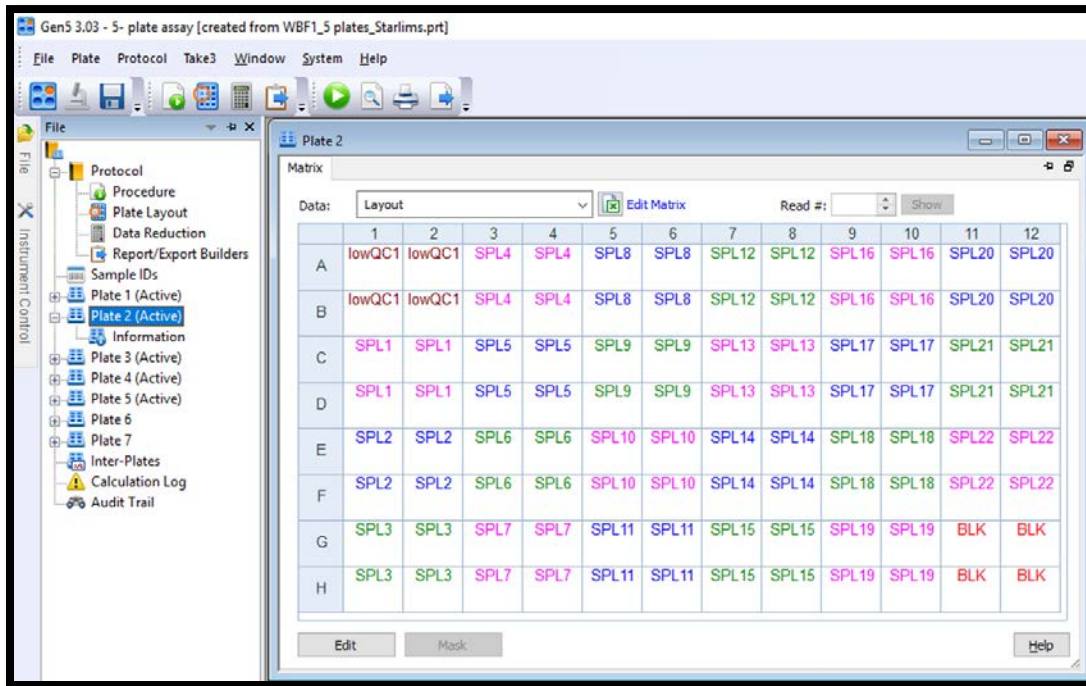 Gen5 3.03 - 5- plate assay [created from WBF1_5 plates_Starlims.prt]
File Plate Protocol Take3 Window System Help
File
File
Instrument Control
Protocol
Procedure
Plate Layout
Data Reduction
Report/Export Builders
Sample IDs
Plate 1 (Active)
Plate 2 (Active)
Information
Plate 3 (Active)
Plate 4 (Active)
Plate 5 (Active)
Plate 6
Plate 7
Inter-Plates
Calculation Log
Audit Trail
Plate 2
Matrix
Data: Layout Edit Matrix Read #: Show
1 2 3 4 5 6 7 8 9 10 11 12
A lowQC1 lowQC1 SPL4 SPL4 SPL8 SPL8 SPL12 SPL12 SPL16 SPL16 SPL20 SPL20
B lowQC1 lowQC1 SPL4 SPL4 SPL8 SPL8 SPL12 SPL12 SPL16 SPL16 SPL20 SPL20
C SPL1 SPL1 SPL5 SPL5 SPL9 SPL9 SPL13 SPL13 SPL17 SPL17 SPL21 SPL21
D SPL1 SPL1 SPL5 SPL5 SPL9 SPL9 SPL13 SPL13 SPL17 SPL17 SPL21 SPL21
E SPL2 SPL2 SPL6 SPL6 SPL10 SPL10 SPL14 SPL14 SPL18 SPL18 SPL22 SPL22
F SPL2 SPL2 SPL6 SPL6 SPL10 SPL10 SPL14 SPL14 SPL18 SPL18 SPL22 SPL22
G SPL3 SPL3 SPL7 SPL7 SPL11 SPL11 SPL15 SPL15 SPL19 SPL19 BLK BLK
H SPL3 SPL3 SPL7 SPL7 SPL11 SPL11 SPL15 SPL15 SPL19 SPL19 BLK BLK
Edit Mask Help